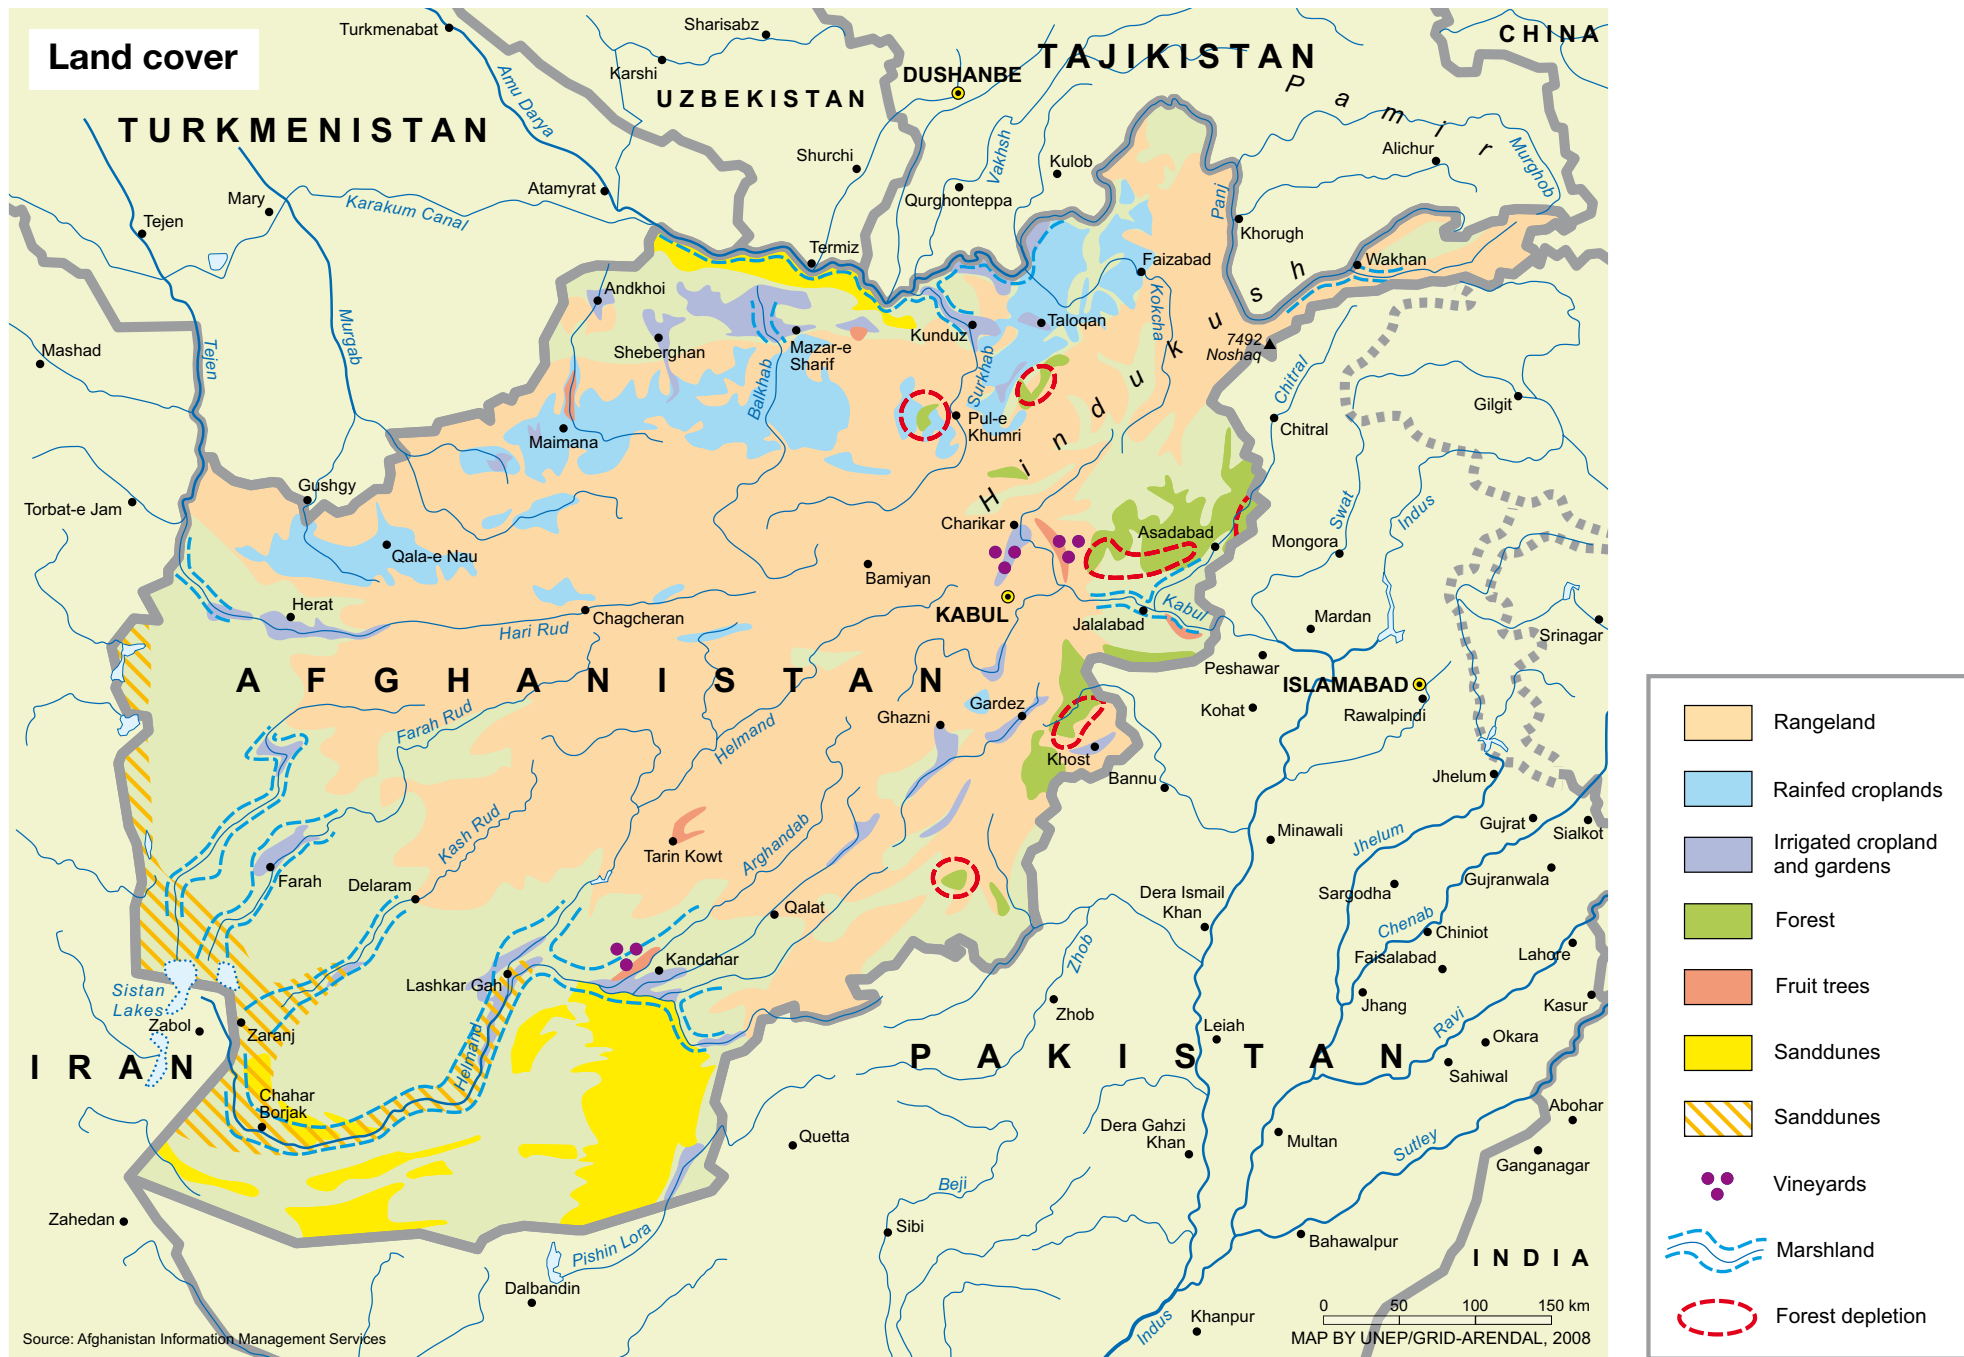 Land cover
TURKMENISTAN
UZBEKISTAN
TAJIKISTAN
CHINA
Turkmenabat
Sharisabz
Karshi
DUSHANBE
Amu Darya
Pamir
Shurchi
Vakhsh
Kulob
Alichur
Murghob
Atamyrat
Qurghonteppa
Mary
Karakum Canal
Tejen
Panj
Khorugh
Termiz
Faizabad
Wakhan
Andkhoi
Kokcha
Murgab
Tejen
Mashad
Sheberghan
Mazar-e
Sharif
Kunduz
Taloqan
7492
Noshaq
Hindukush
Balkhab
Surkhab
Chitral
Gilgit
Pul-e
Khumri
Maimana
Chitral
Gushgy
Torbat-e Jam
Swat
Indus
Charikar
Asadabad
Mongora
Qala-e Nau
Bamiyan
KABUL
Kabul
Herat
Chagcheran
Hari Rud
Jalalabad
Mardan
Srinagar
Peshawar
AFGHANISTAN
ISLAMABAD
Rawalpindi
Gardez
Ghazni
Kohat
Farah Rud
Helmand
Khost
Bannu
Jhelum
Kash Rud
Arghandab
Minawali
Jhelum
Gujrat
Sialkot
Tarin Kowt
Farah
Delaram
Gujranwala
Sargodha
Dera Ismail
Khan
Qalat
Chenab
Chiniot
Lahore
Zhob
Faisalabad
Kandahar
Lashkar Gah
Sistan
Lakes
Zabol
Zaranj
Zhob
Jhang
Kasur
Leiah
Ravi
Okara
IRAN
Helmand
PAKISTAN
Sahiwal
Chahar
Borjak
Abohar
Dera Gahzi
Khan
Quetta
Multan
Sutley
Ganganagar
Beji
Zahedan
Sibi
Pishin Lora
Bahawalpur
INDIA
Dalbandin
Khanpur
Indus
0 50 100 150 km
MAP BY UNEP/GRID-ARENDAL, 2008
Source: Afghanistan Information Management Services
Rangeland
Rainfed croplands
Irrigated cropland
and gardens
Forest
Fruit trees
Sanddunes
Sanddunes
Vineyards
Marshland
Forest depletion